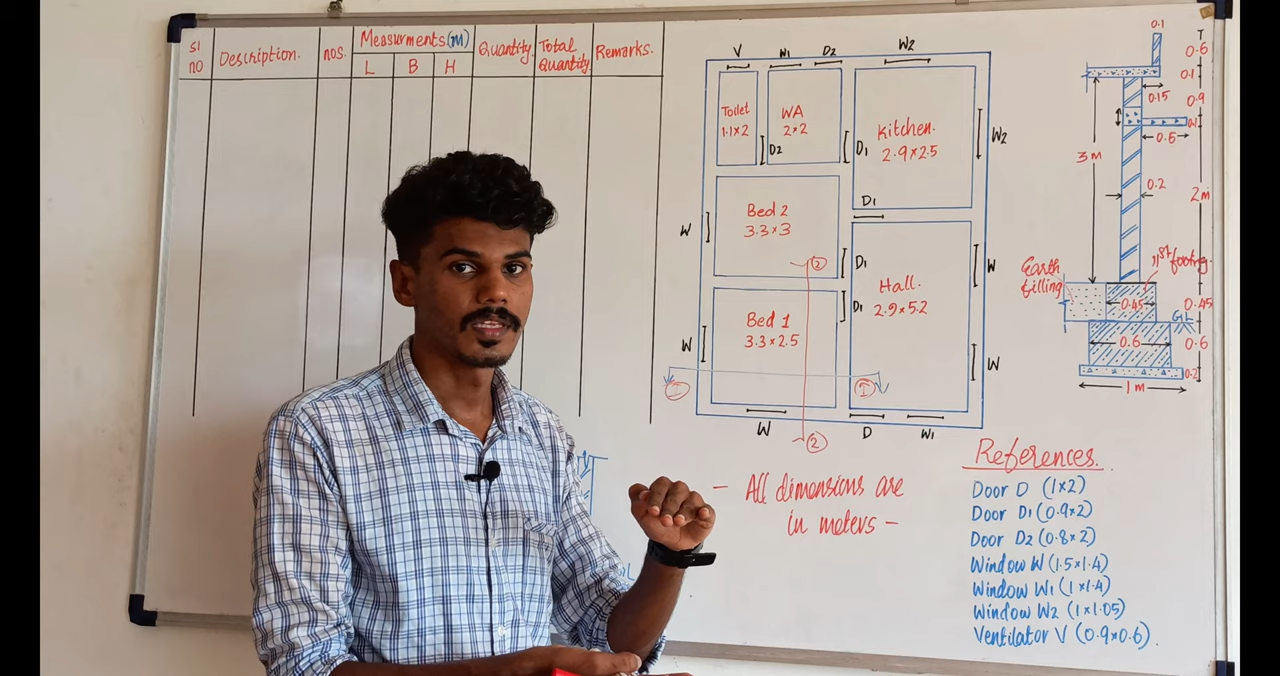 Sl no
Description.
nos.
Measurments (m)
L
B
H
Quantity
Total Quantity
Remarks.
V
W1
D2
W2
Toilet
1.1×2
WA
2×2
D2
D1
Kitchen.
2.9×2.5
W2
D1
Bed 2
3.3×3
W
2
D1
Hall.
2.9×5.2
W
Bed 1
3.3×2.5
D1
W
W
1
1
W
2
D
W1
0.1
T
0.6
0.1
0.15
0.9
0.1
0.6
3m
0.2
2m
Earth filling
1st footing.
0.45
0.45
GL
0.6
0.6
0.2
1 m
- All dimensions are
in meters -
References.
Door D (1×2)
Door D1 (0.9×2)
Door D2 (0.8×2)
Window W (1.5×1.4)
Window W1 (1×1.4)
Window W2 (1×1.05)
Ventilator V (0.9×0.6).